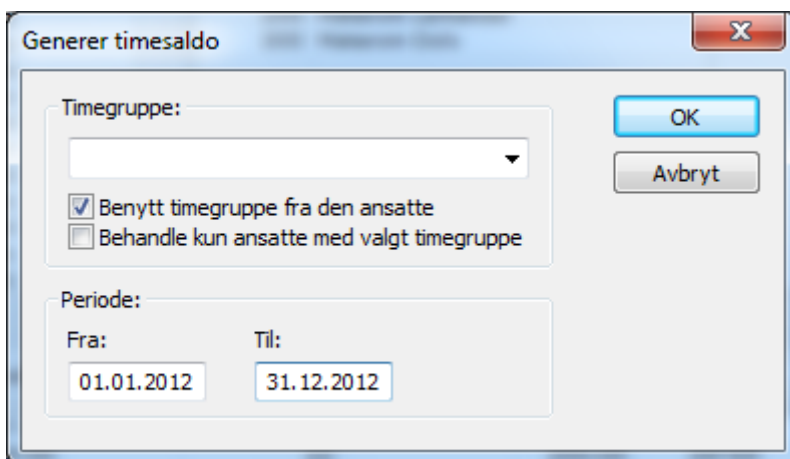 Generer timesaldo
Timegruppe:
OK
Avbryt
Benytt timegruppe fra den ansatte
Behandle kun ansatte med valgt timegruppe
Periode:
Fra: Til:
01.01.2012 31.12.2012